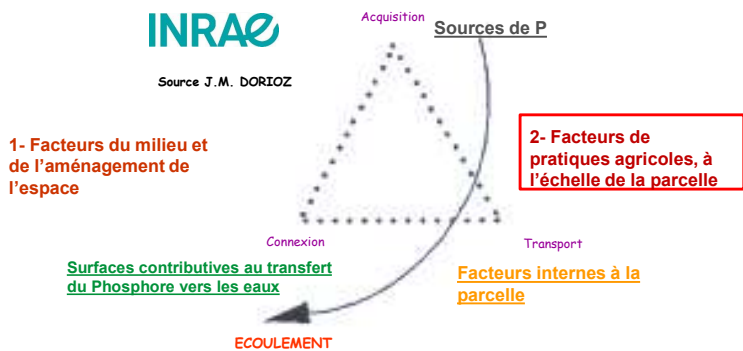 INRAE
Acquisition
Sources de P
Source J.M. DORIOZ
1- Facteurs du milieu et
de l'aménagement de
l'espace
2- Facteurs de
pratiques agricoles, à
l'échelle de la parcelle
Connexion
Transport
Surfaces contributives au transfert
du Phosphore vers les eaux
Facteurs internes à la
parcelle
ECOULEMENT